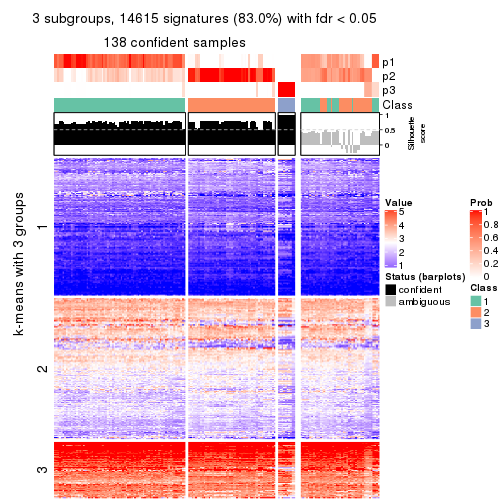 3 subgroups, 14615 signatures (83.0%) with fdr < 0.05
138 confident samples
p1
p2
p3
Class
1
0.5
0
Silhouette
score
k-means with 3 groups
1
2
3
Value
5
4
3
2
1
Status (barplots)
confident
ambiguous
Prob
1
0.8
0.6
0.4
0.2
0
Class
1
2
3